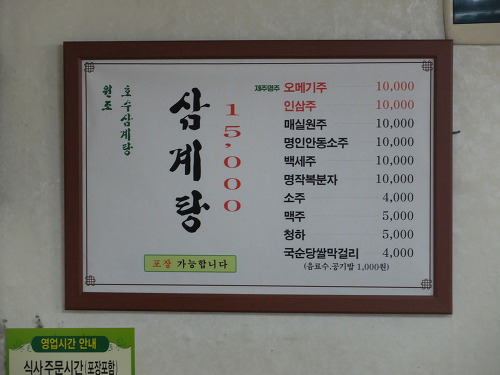 원조
호수삼계탕
삼계탕
15,000
포장 가능합니다
제주명주 오메기주 10,000
인삼주 10,000
매실원주 10,000
명인안동소주 10,000
백세주 10,000
명작복분자 10,000
소주 4,000
맥주 5,000
청하 5,000
국순당쌀막걸리 4,000
(음료수.공기밥 1,000원)
영업시간 안내
식사 주문시간(포장포함)